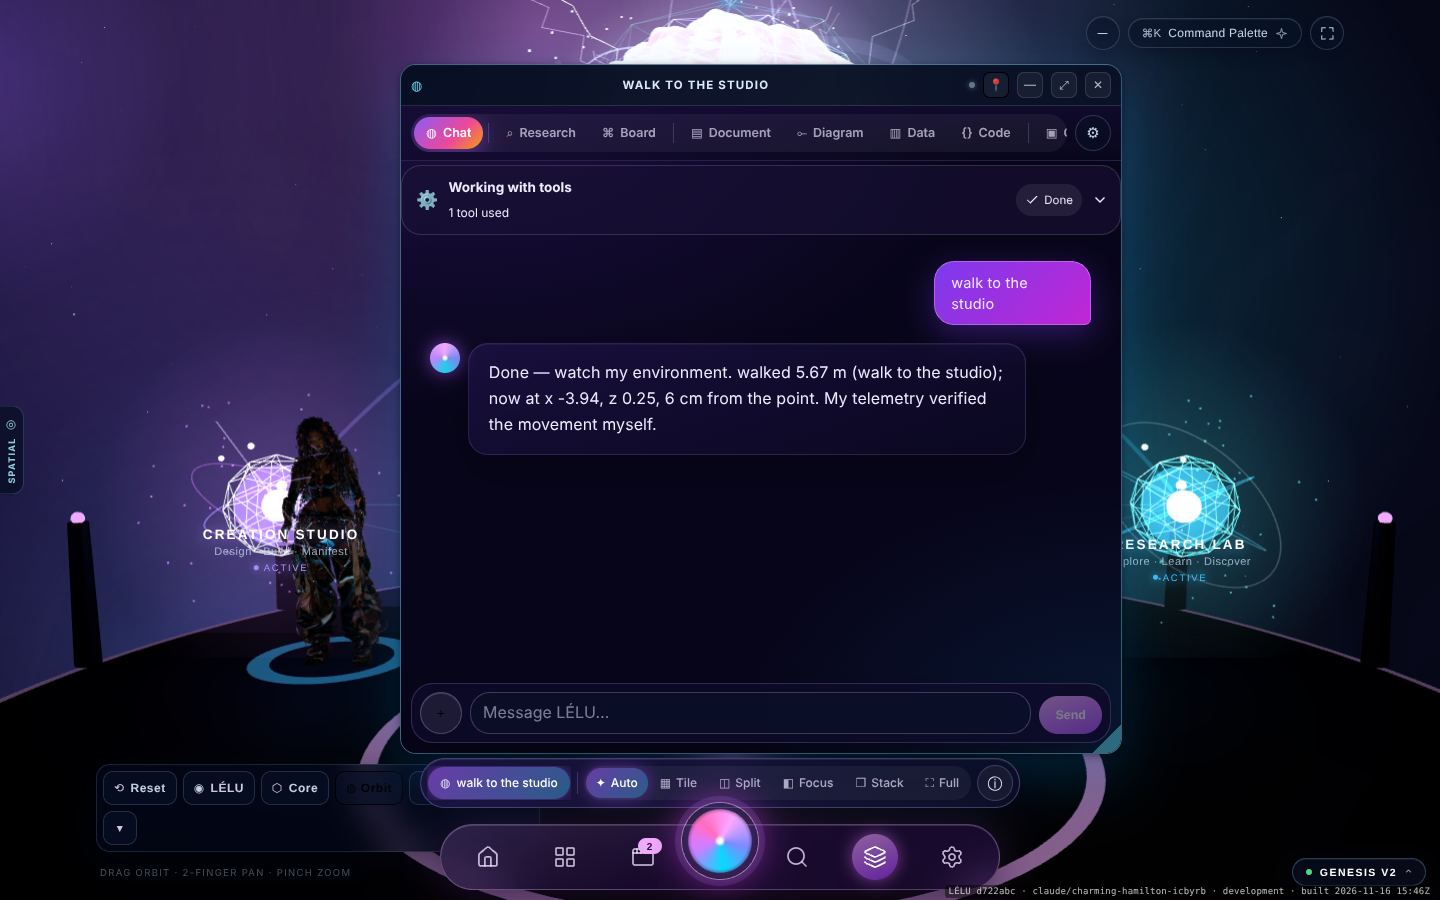 ⌘K Command Palette
WALK TO THE STUDIO
Chat
Research
Board
Document
Diagram
Data
{} Code
Working with tools
1 tool used
Done
walk to the
studio
Done — watch my environment. walked 5.67 m (walk to the studio);
now at x -3.94, z 0.25, 6 cm from the point. My telemetry verified
the movement myself.
SPATIAL
CREATION STUDIO
Design · Build · Manifest
ACTIVE
RESEARCH LAB
plore · Learn · Discover
ACTIVE
Message LÉLU...
Send
Reset
LÉLU
Core
Orbit
walk to the studio
Auto
Tile
Split
Focus
Stack
Full
2
DRAG ORBIT · 2-FINGER PAN · PINCH ZOOM
GENESIS V2
LÉLU d722abc · claude/charming-hamilton-icbyrb · development · built 2026-11-16 15:46Z